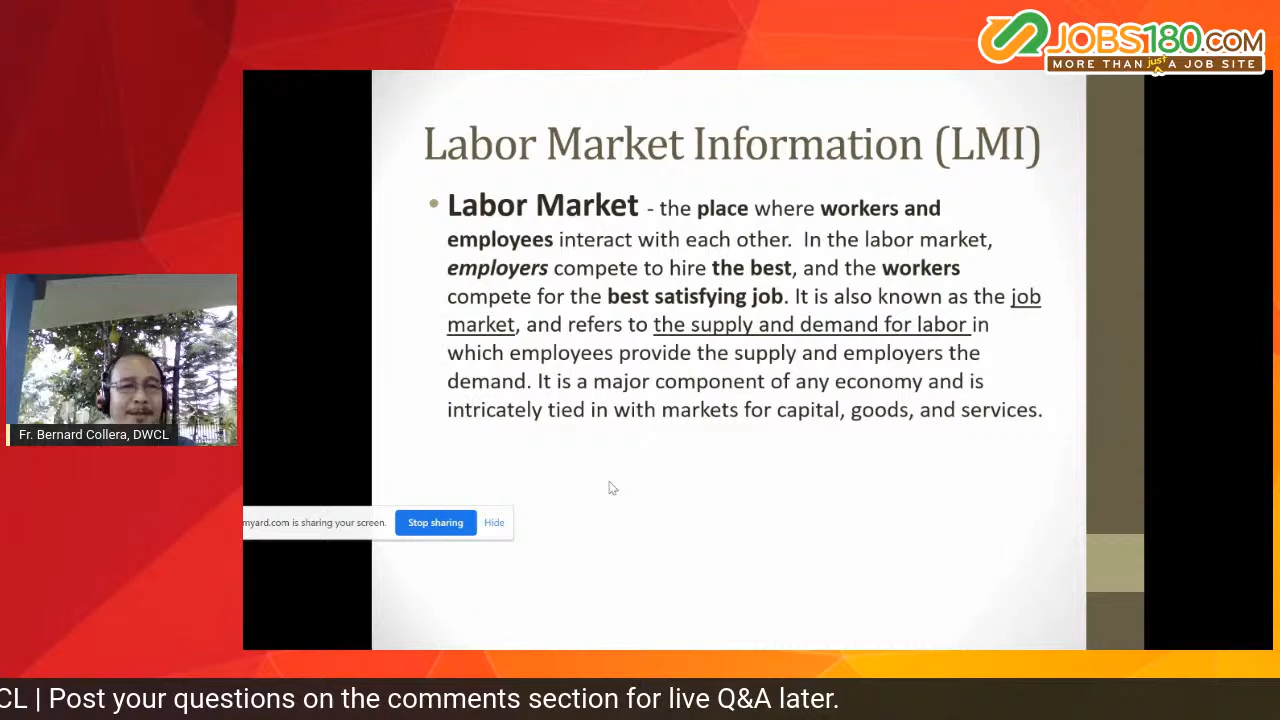 JOBS180.COM
MORE THAN just A JOB SITE
Labor Market Information (LMI)
• Labor Market - the place where workers and
employees interact with each other. In the labor market,
employers compete to hire the best, and the workers
compete for the best satisfying job. It is also known as the job
market, and refers to the supply and demand for labor in
which employees provide the supply and employers the
demand. It is a major component of any economy and is
intricately tied in with markets for capital, goods, and services.
Fr. Bernard Collera, DWCL
myard.com is sharing your screen. Stop sharing Hide
CL | Post your questions on the comments section for live Q&A later.